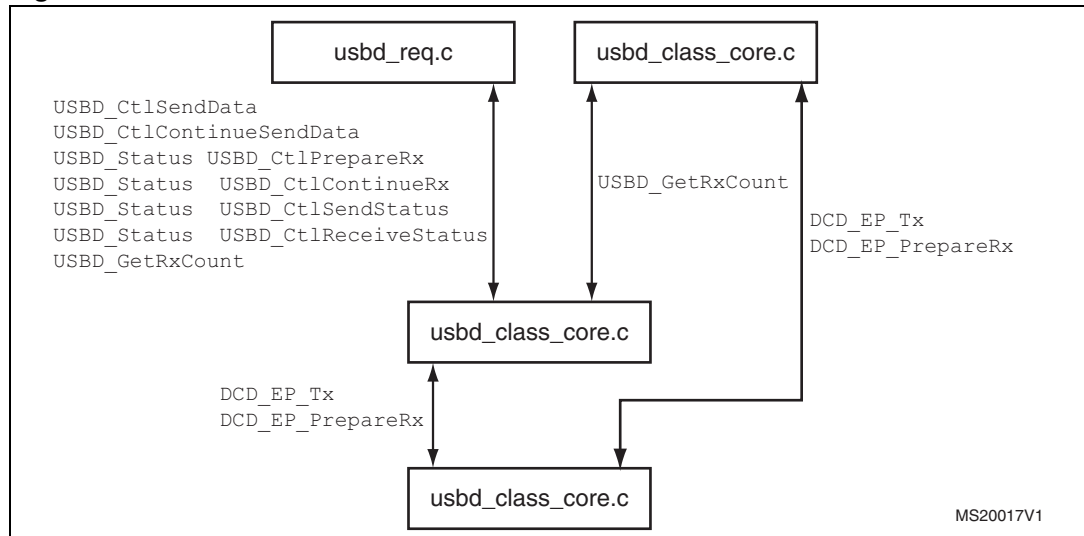 usbd_req.c
usbd_class_core.c
USBD_CtlSendData
USBD_CtlContinueSendData
USBD_Status USBD_CtlPrepareRx
USBD_Status  USBD_CtlContinueRx
USBD_Status  USBD_CtlSendStatus
USBD_Status  USBD_CtlReceiveStatus
USBD_GetRxCount
USBD_GetRxCount
DCD_EP_Tx
DCD_EP_PrepareRx
usbd_class_core.c
DCD_EP_Tx
DCD_EP_PrepareRx
usbd_class_core.c
MS20017V1